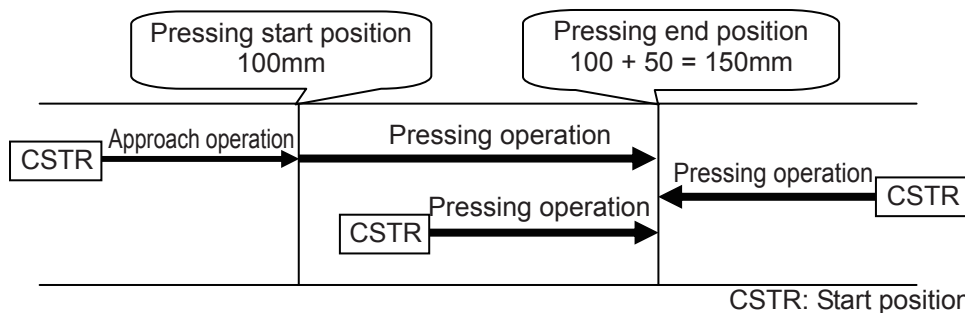 Pressing start position
100mm
Pressing end position
100 + 50 = 150mm
Approach operation
Pressing operation
CSTR
Pressing operation
CSTR
Pressing operation
CSTR
CSTR: Start position